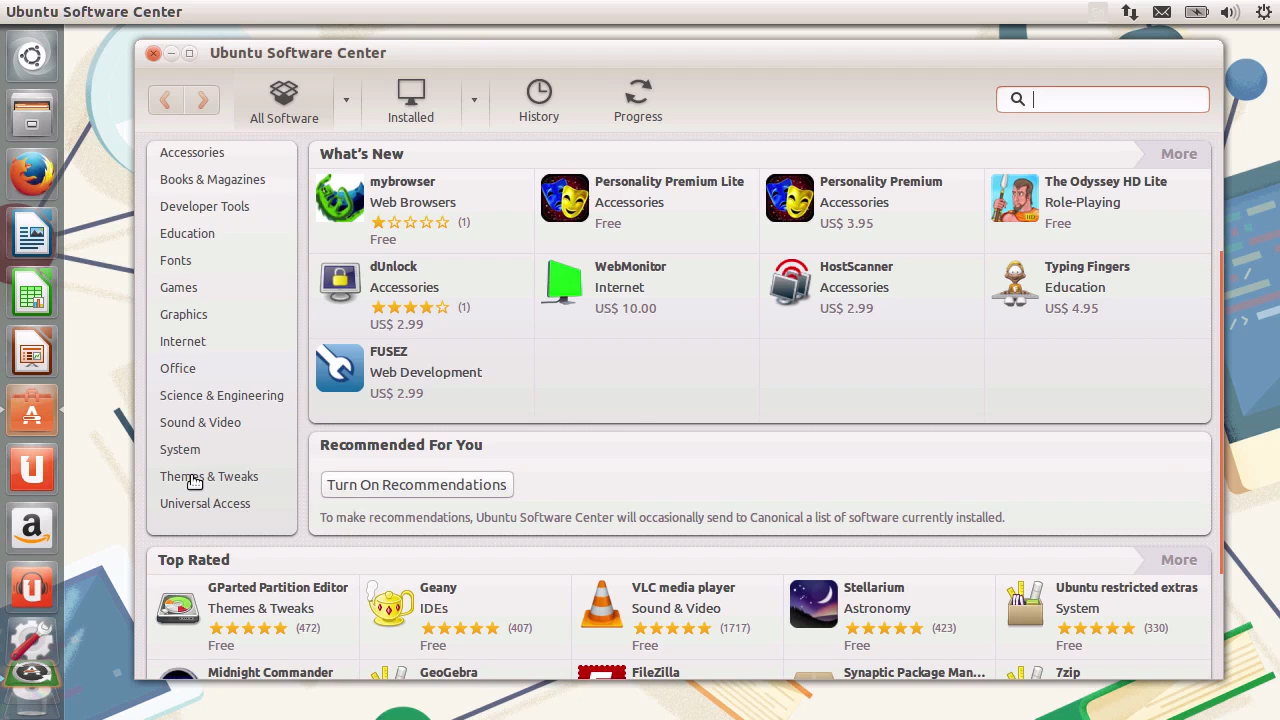 Ubuntu Software Center
Ubuntu Software Center
All Software
Installed
History
Progress
Accessories
Books & Magazines
Developer Tools
Education
Fonts
Games
Graphics
Internet
Office
Science & Engineering
Sound & Video
System
Themes & Tweaks
Universal Access
What's New
More
mybrowser
Web Browsers
(1)
Free
Personality Premium Lite
Accessories
Free
Personality Premium
Accessories
US$ 3.95
The Odyssey HD Lite
Role-Playing
Free
dUnlock
Accessories
(1)
US$ 2.99
WebMonitor
Internet
US$ 10.00
HostScanner
Accessories
US$ 2.99
Typing Fingers
Education
US$ 4.95
FUSEZ
Web Development
US$ 2.99
Recommended For You
Turn On Recommendations
To make recommendations, Ubuntu Software Center will occasionally send to Canonical a list of software currently installed.
Top Rated
More
GParted Partition Editor
Themes & Tweaks
(472)
Free
Geany
IDEs
(407)
Free
VLC media player
Sound & Video
(1717)
Free
Stellarium
Astronomy
(423)
Free
Ubuntu restricted extras
System
(330)
Free
Midnight Commander
GeoGebra
FileZilla
Synaptic Package Man...
7zip